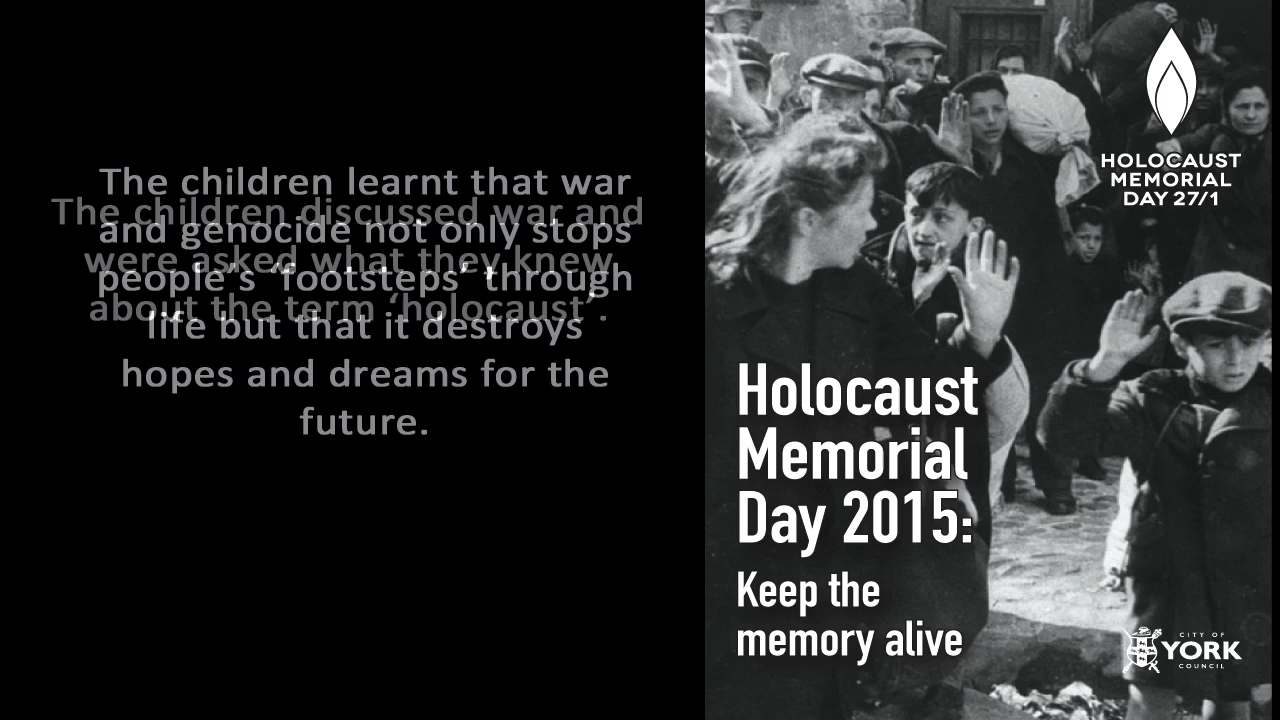 The children learnt that war
and genocide not only stops
people's 'footsteps' through
life but that it destroys
hopes and dreams for the
future.
The children discussed war and
were asked what they knew
about the term 'holocaust'.
HOLOCAUST
MEMORIAL
DAY 27/1
Holocaust
Memorial
Day 2015:
Keep the
memory alive
CITY OF
YORK
COUNCIL